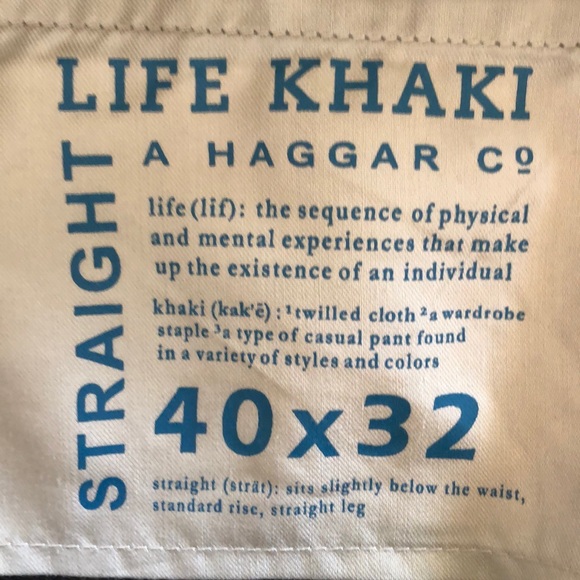 LIFE KHAKI
A HAGGAR Cº
STRAIGHT
life (lif): the sequence of physical
and mental experiences that make
up the existence of an individual
khaki (kak'ē) : ¹twilled cloth ²a wardrobe
staple ³a type of casual pant found
in a variety of styles and colors
40x32
straight (strāt): sits slightly below the waist,
standard rise, straight leg